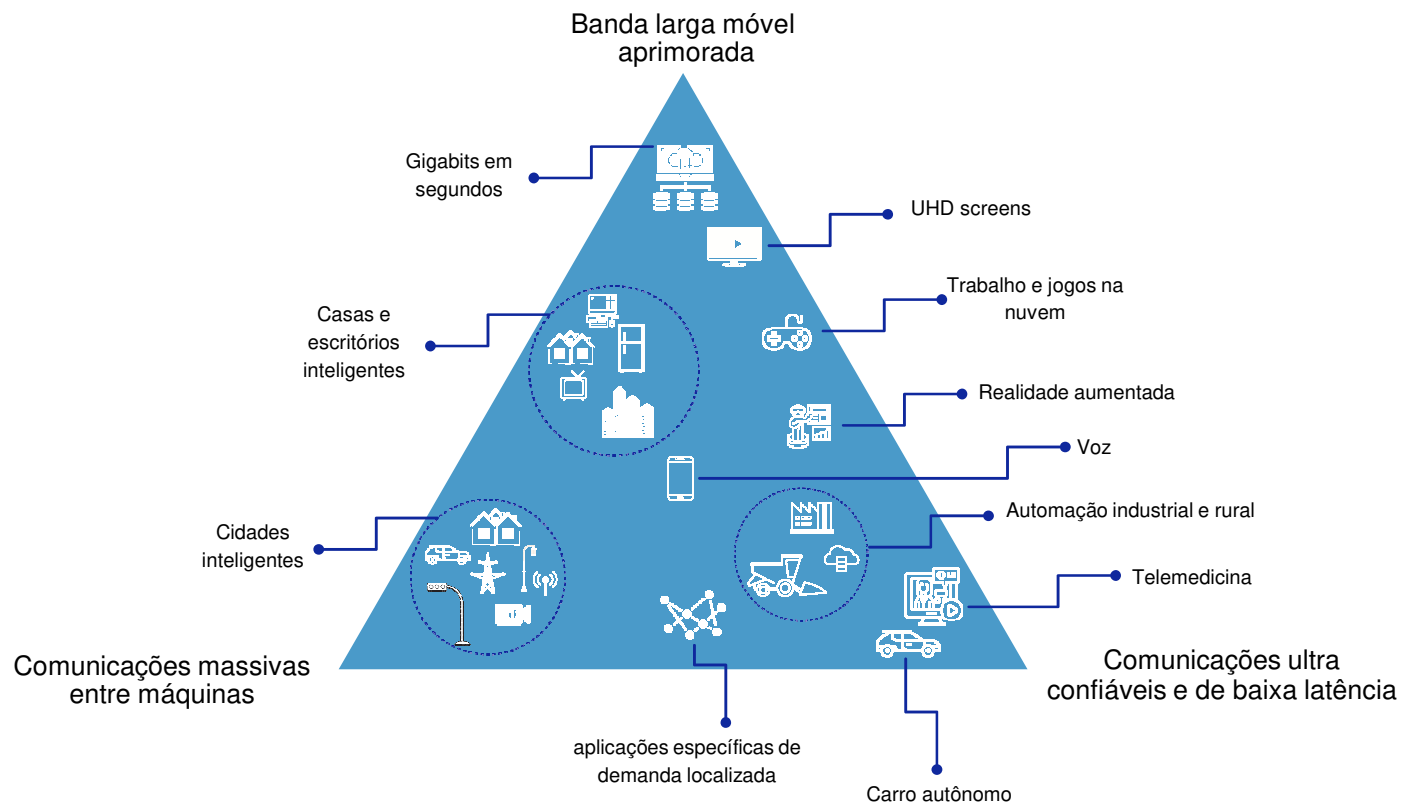 Banda larga móvel
aprimorada
Gigabits em
segundos
UHD screens
Trabalho e jogos na
nuvem
Casas e
escritórios
inteligentes
Realidade aumentada
Voz
Automação industrial e rural
Cidades
inteligentes
Telemedicina
Comunicações massivas
entre máquinas
Comunicações ultra
confiáveis e de baixa latência
aplicações específicas de
demanda localizada
Carro autônomo